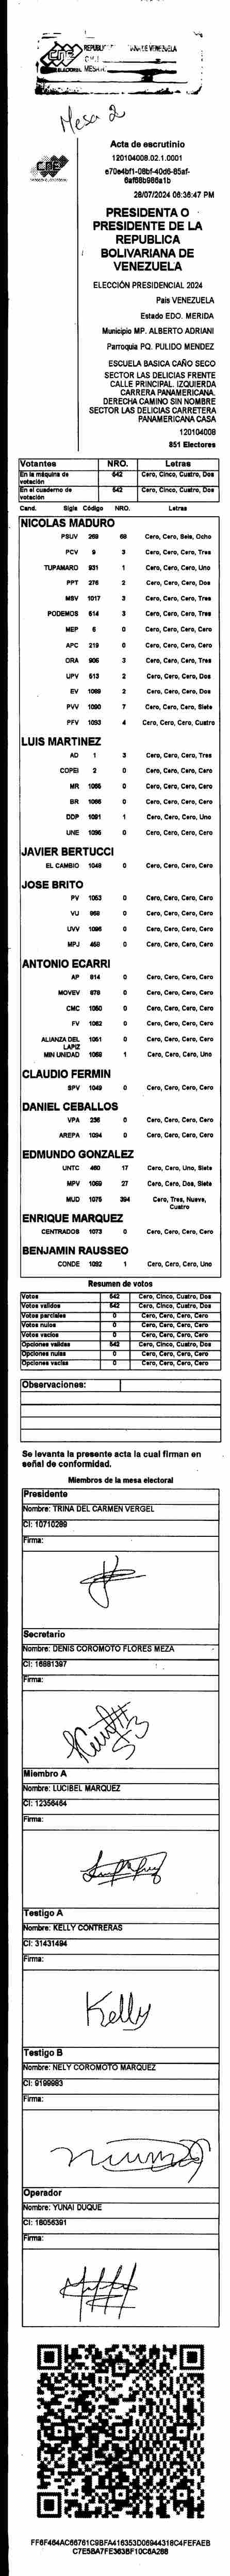 CNE
REPUBLI
ELECTORAL MESA
Mesa 2
CNE
Acta de escrutinio
120104008.02.1.0001
28/07/2024 06:36:47 PM
PRESIDENTA O
PRESIDENTE DE LA
REPUBLICA
BOLIVARIANA DE
VENEZUELA
ELECCIÓN PRESIDENCIAL 2024
Pais VENEZUELA
Estado EDO. MERIDA
Municipio MP. ALBERTO ADRIANI
Parroquia PQ. PULIDO MENDEZ
ESCUELA BASICA CAÑO SECO
SECTOR LAS DELICIAS FRENTE
CALLE PRINCIPAL. IZQUIERDA
CARRERA PANAMERICANA.
DERECHA CAMINO SIN NOMBRE
SECTOR LAS DELICIAS CARRETERA
PANAMERICANA CASA
120104008
851 Electores
Votantes NRO. Letras
En la máquina de votación 542 Cero, Cinco, Cuatro, Dos
En el cuaderno de votación 542 Cero, Cinco, Cuatro, Dos
Cand. Sigla Código NRO. Letras
NICOLAS MADURO
PSUV 268 68 Cero, Cero, Seis, Ocho
PCV 9 3 Cero, Cero, Cero, Tres
TUPAMARO 931 1 Cero, Cero, Cero, Uno
PPT 276 2 Cero, Cero, Cero, Dos
MSV 1017 3 Cero, Cero, Cero, Tres
PODEMOS 514 3 Cero, Cero, Cero, Tres
MEP 6 0 Cero, Cero, Cero, Cero
APC 219 0 Cero, Cero, Cero, Cero
ORA 906 3 Cero, Cero, Cero, Tres
UPV 613 2 Cero, Cero, Cero, Dos
EV 1089 2 Cero, Cero, Cero, Dos
PVV 1090 7 Cero, Cero, Cero, Siete
PFV 1093 4 Cero, Cero, Cero, Cuatro
LUIS MARTINEZ
AD 1 3 Cero, Cero, Cero, Tres
COPEI 2 0 Cero, Cero, Cero, Cero
MR 1065 0 Cero, Cero, Cero, Cero
BR 1066 0 Cero, Cero, Cero, Cero
DDP 1091 1 Cero, Cero, Cero, Uno
UNE 1095 0 Cero, Cero, Cero, Cero
JAVIER BERTUCCI
EL CAMBIO 1048 0 Cero, Cero, Cero, Cero
JOSE BRITO
PV 1053 0 Cero, Cero, Cero, Cero
VU 968 0 Cero, Cero, Cero, Cero
UVV 1096 0 Cero, Cero, Cero, Cero
MPJ 458 0 Cero, Cero, Cero, Cero
ANTONIO ECARRI
AP 814 0 Cero, Cero, Cero, Cero
MOVEV 878 0 Cero, Cero, Cero, Cero
CMC 1050 0 Cero, Cero, Cero, Cero
FV 1062 0 Cero, Cero, Cero, Cero
ALIANZA DEL LAPIZ 1051 0 Cero, Cero, Cero, Cero
MIN UNIDAD 1069 1 Cero, Cero, Cero, Uno
CLAUDIO FERMIN
SPV 1049 0 Cero, Cero, Cero, Cero
DANIEL CEBALLOS
VPA 236 0 Cero, Cero, Cero, Cero
AREPA 1094 0 Cero, Cero, Cero, Cero
EDMUNDO GONZALEZ
UNTC 460 17 Cero, Cero, Uno, Siete
MPV 1069 27 Cero, Cero, Dos, Siete
MUD 1075 394 Cero, Tres, Nueve, Cuatro
ENRIQUE MARQUEZ
CENTRADOS 1073 0 Cero, Cero, Cero, Cero
BENJAMIN RAUSSEO
CONDE 1092 1 Cero, Cero, Cero, Uno
Resumen de votos
Votos 542 Cero, Cinco, Cuatro, Dos
Votos validos 542 Cero, Cinco, Cuatro, Dos
Votos parciales 0 Cero, Cero, Cero, Cero
Votos nulos 0 Cero, Cero, Cero, Cero
Votos vacios 0 Cero, Cero, Cero, Cero
Opciones validas 542 Cero, Cinco, Cuatro, Dos
Opciones nulas 0 Cero, Cero, Cero, Cero
Opciones vacias 0 Cero, Cero, Cero, Cero
Observaciones:
Se levanta la presente acta la cual firman en
señal de conformidad.
Miembros de la mesa electoral
Presidente
Nombre: TRINA DEL CARMEN VERGEL
CI: 10710289
Firma:
Secretario
Nombre: DENIS COROMOTO FLORES MEZA
CI: 16881397
Firma:
Miembro A
Nombre: LUCIBEL MARQUEZ
CI: 12356464
Firma:
Testigo A
Nombre: KELLY CONTRERAS
CI: 31431494
Firma:
Kelly
Testigo B
Nombre: NELY COROMOTO MARQUEZ
CI: 9199983
Firma:
Operador
Nombre: YUNAI DUQUE
CI: 18056391
Firma: